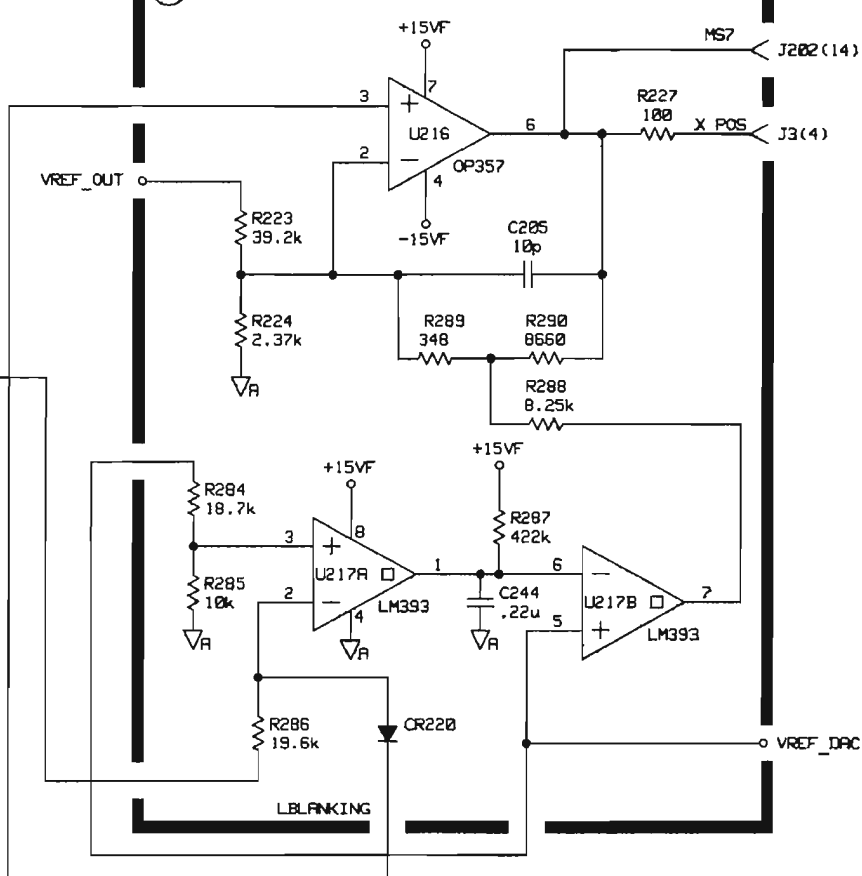 +15VF
MS7
J202(14)
7
3
+
U216
6
R227
100
X POS
J3(4)
2
−
OP357
4
VREF_OUT
-15VF
R223
39.2k
C205
10p
R224
2.37k
A
R289
348
R290
8660
R288
8.25k
+15VF
+15VF
R284
18.7k
8
R287
422k
3
+
1
6
−
U217A
R285
10k
2
−
LM393
C244
.22u
U217B
7
4
5
+
LM393
A
A
A
R286
19.6k
CR220
VREF_DAC
LBLANKING